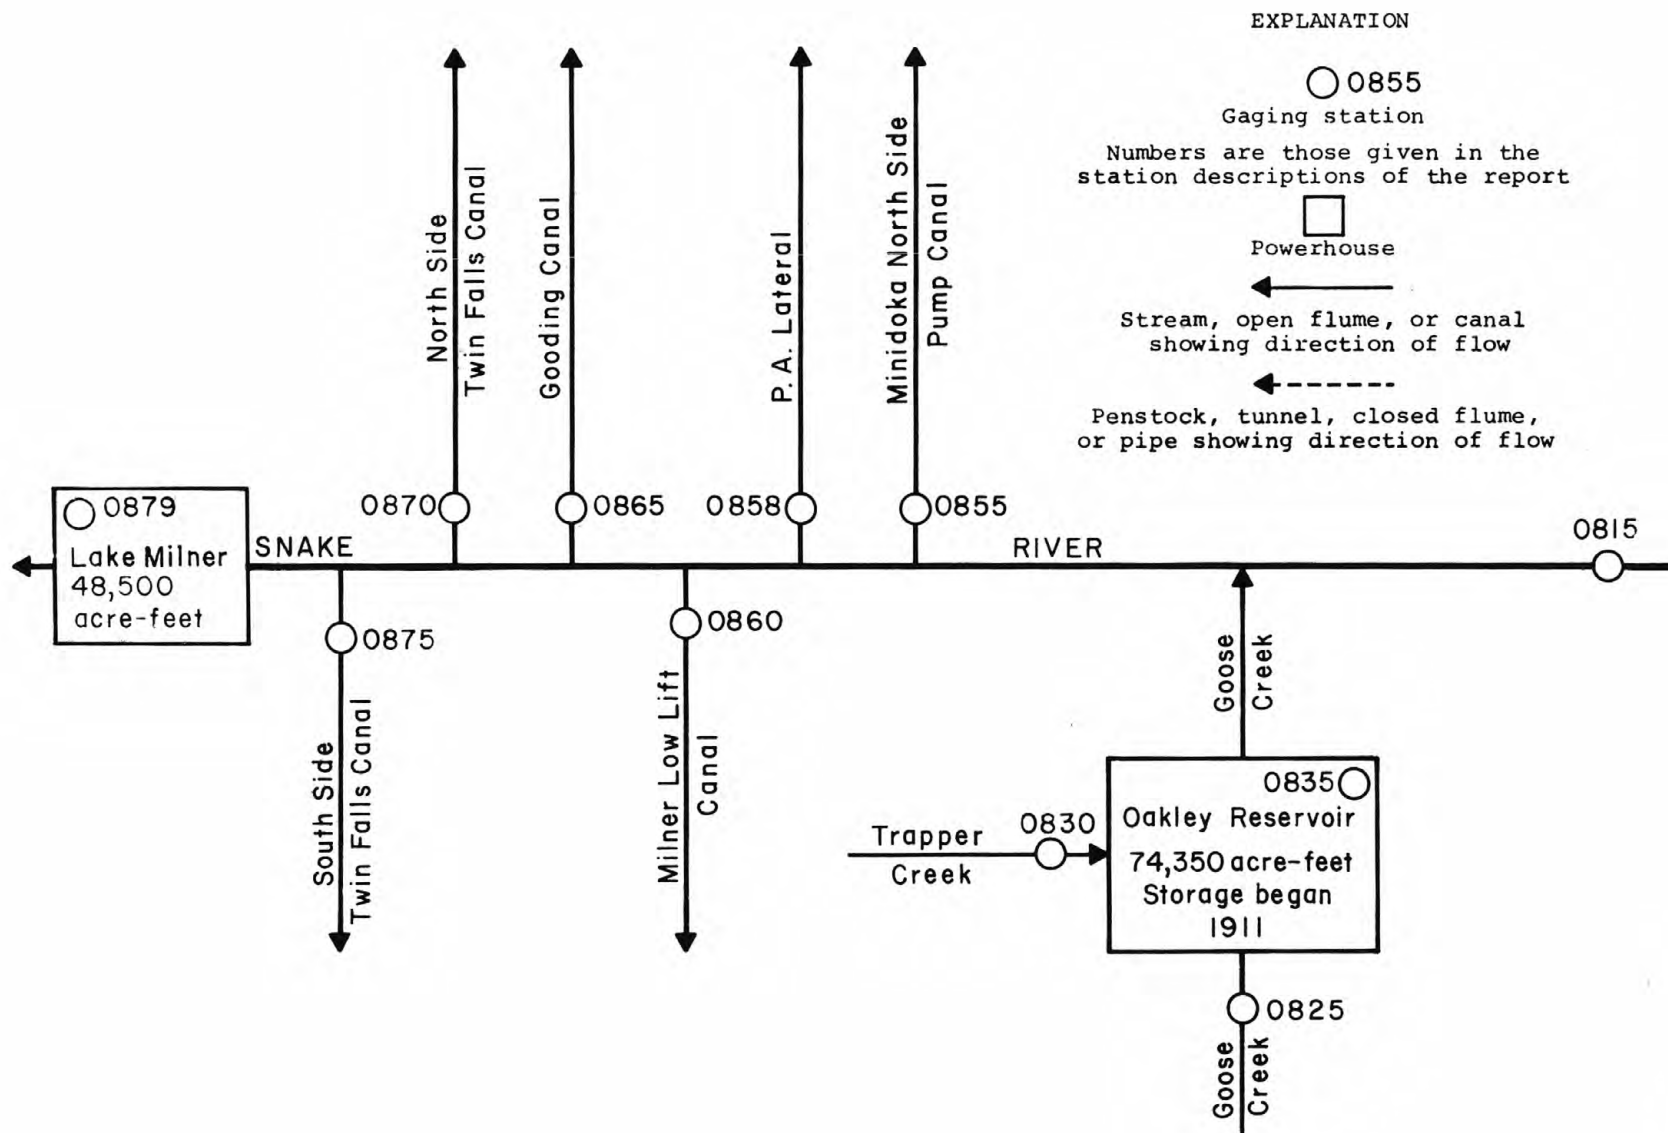 EXPLANATION
0855
Gaging station
Numbers are those given in the
station descriptions of the report
Powerhouse
Stream, open flume, or canal
showing direction of flow
Penstock, tunnel, closed flume,
or pipe showing direction of flow
North Side
Twin Falls Canal
Gooding Canal
P.A. Lateral
Minidoka North Side
Pump Canal
0870
0865
0858
0855
0815
0879
Lake Milner
48,500
acre-feet
SNAKE
RIVER
0875
0860
South Side
Twin Falls Canal
Milner Low Lift
Canal
Goose
Creek
Trapper
Creek
0830
0835
Oakley Reservoir
74,350 acre-feet
Storage began
1911
0825
Goose
Creek